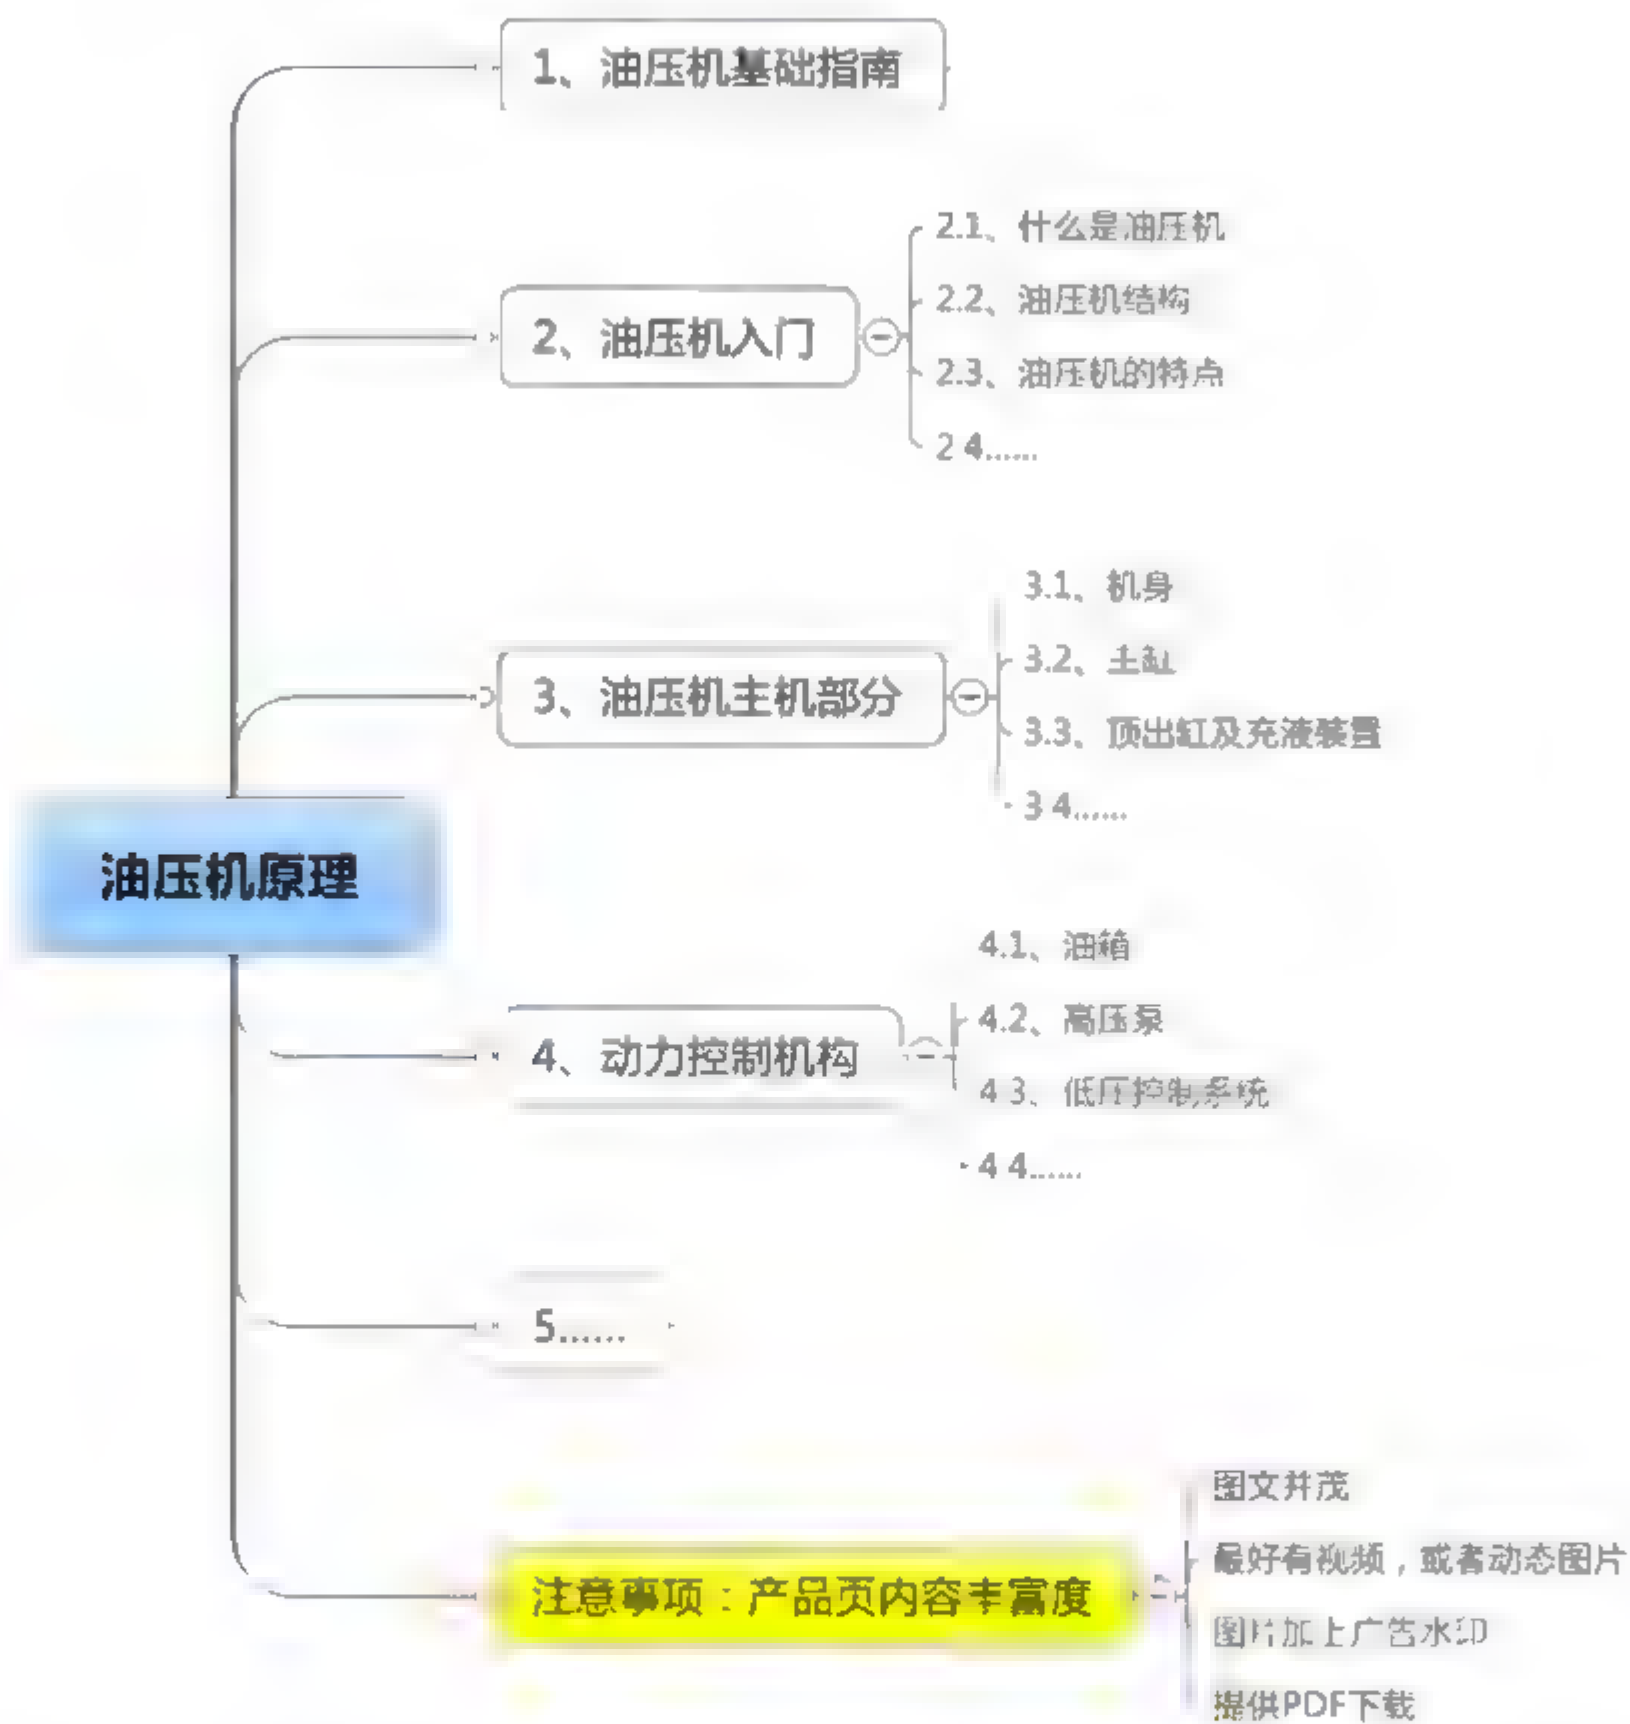 1、油压机基础指南
2.1、什么是油压机
2.2、油压机结构
2、油压机入门
2.3、油压机的特点
2.4……
3.1、机身
3.2、主缸
3、油压机主机部分
3.3、顶出缸及充液装置
3.4……
油压机原理
4.1、油箱
4.2、高压泵
4、动力控制机构
4.3、低压控制系统
4.4……
5……
图文并茂
最好有视频，或者动态图片
注意事项：产品页内容丰富度
图片加上广告水印
提供PDF下载